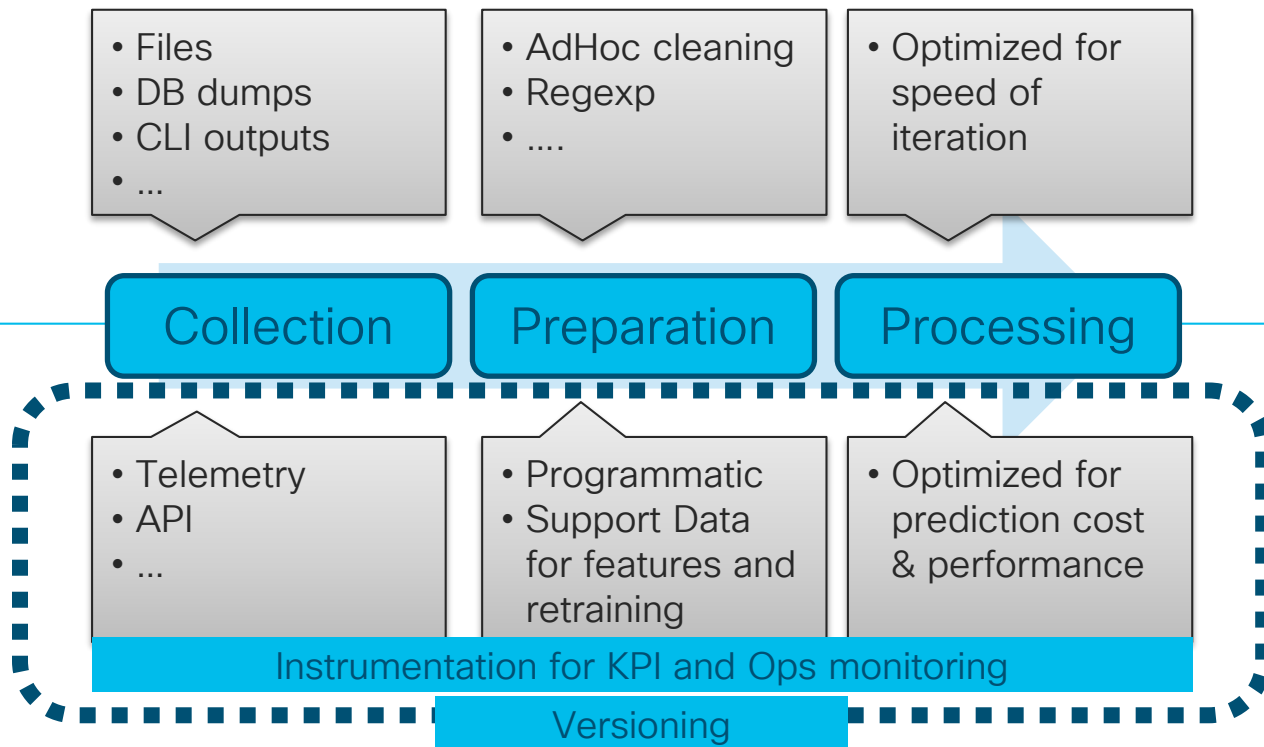 • Files
• DB dumps
• CLI outputs
• ...
• AdHoc cleaning
• Regexp
• ....
• Optimized for
speed of
iteration
Collection
Preparation
Processing
• Telemetry
• API
• ...
• Programmatic
• Support Data
for features and
retraining
• Optimized for
prediction cost
& performance
Instrumentation for KPI and Ops monitoring
Versioning